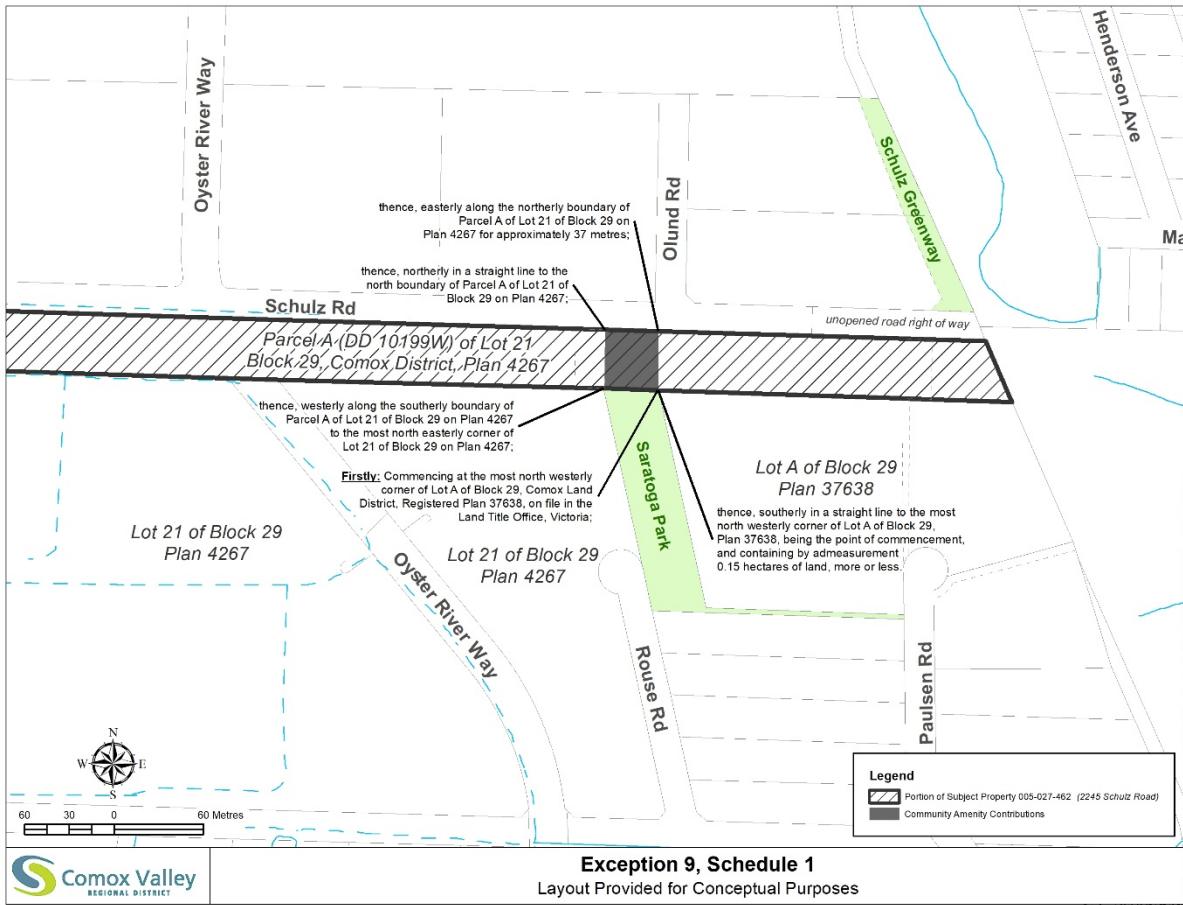 Oyster River Way
Henderson Ave
Schulz Greenway
Olund Rd
Ma
thence, easterly along the northerly boundary of
Parcel A of Lot 21 of Block 29 on
Plan 4267 for approximately 37 metres;
thence, northerly in a straight line to the
north boundary of Parcel A of Lot 21 of
Block 29 on Plan 4267;
Schulz Rd
unopened road right of way
Parcel A (DD 10199W) of Lot 21
Block 29, Comox District, Plan 4267
thence, westerly along the southerly boundary of
Parcel A of Lot 21 of Block 29 on Plan 4267
to the most north easterly corner of
Lot 21 of Block 29 on Plan 4267;
Firstly: Commencing at the most north westerly
corner of Lot A of Block 29, Comox Land
District, Registered Plan 37638, on file in the
Land Title Office, Victoria;
Saratoga Park
Lot A of Block 29
Plan 37638
thence, southerly in a straight line to the most
north westerly corner of Lot A of Block 29,
Plan 37638, being the point of commencement,
and containing by admeasurement
0.15 hectares of land, more or less.
Lot 21 of Block 29
Plan 4267
Lot 21 of Block 29
Plan 4267
Oyster River Way
Rouse Rd
Paulsen Rd
N
W E
S
60 30 0 60 Metres
Legend
Portion of Subject Property 005-027-462 (2245 Schulz Road)
Community Amenity Contributions
Comox Valley
REGIONAL DISTRICT
Exception 9, Schedule 1
Layout Provided for Conceptual Purposes